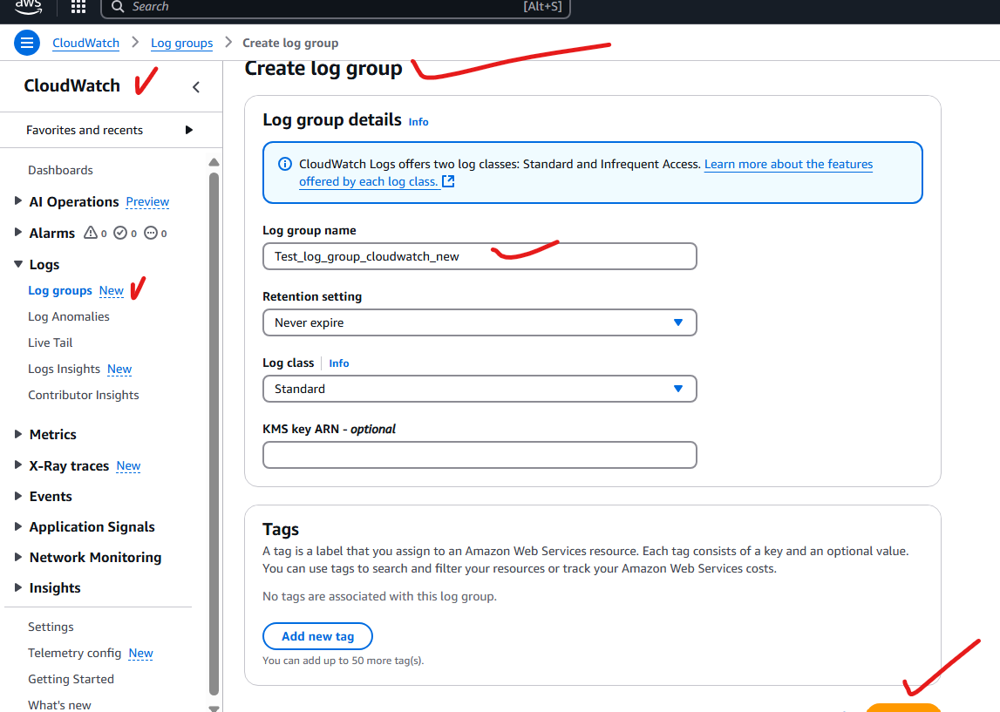 aws
Search [Alt+S]
CloudWatch > Log groups > Create log group
CloudWatch
Favorites and recents
Dashboards
AI Operations Preview
Alarms 0 0 0
Logs
Log groups New
Log Anomalies
Live Tail
Logs Insights New
Contributor Insights
Metrics
X-Ray traces New
Events
Application Signals
Network Monitoring
Insights
Settings
Telemetry config New
Getting Started
What's new
Create log group
Log group details Info
CloudWatch Logs offers two log classes: Standard and Infrequent Access. Learn more about the features
offered by each log class.
Log group name
Test_log_group_cloudwatch_new
Retention setting
Never expire
Log class Info
Standard
KMS key ARN - optional
Tags
A tag is a label that you assign to an Amazon Web Services resource. Each tag consists of a key and an optional value.
You can use tags to search and filter your resources or track your Amazon Web Services costs.
No tags are associated with this log group.
Add new tag
You can add up to 50 more tag(s).